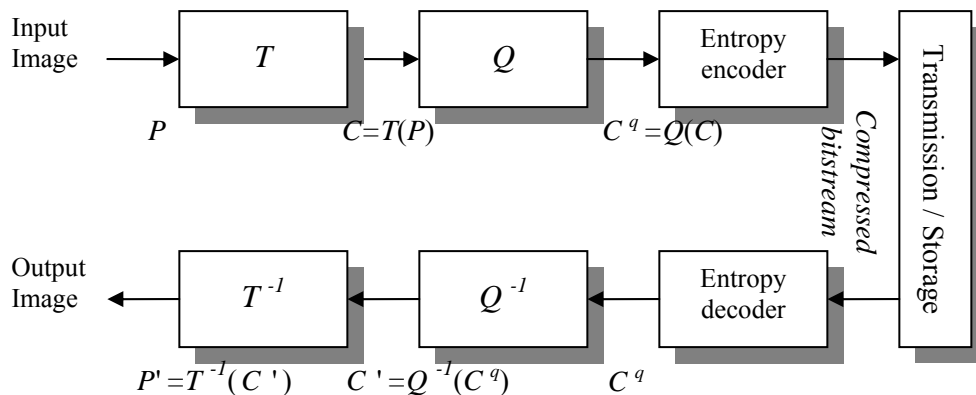 Input
Image
T
Q
Entropy
encoder
Transmission / Storage
P
C=T(P)
C q =Q(C)
Compressed
bitstream
Output
Image
T -1
Q -1
Entropy
decoder
P'=T -1(C ')
C '=Q -1(C q)
C q